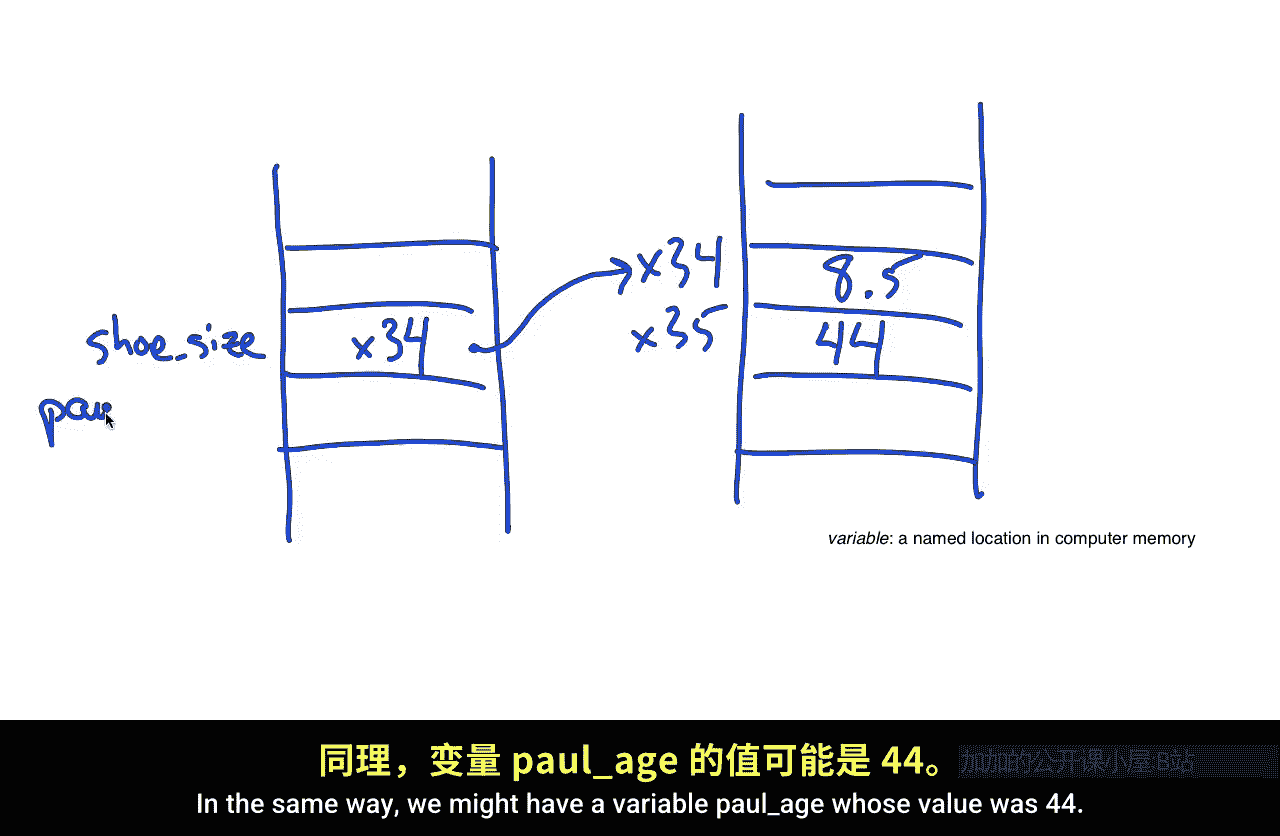 x34
8.5
x35
44
shoe_size
x34
pau
variable: a named location in computer memory
同理，变量 paul_age 的值可能是 44。
加加的公开课小屋B站
In the same way, we might have a variable paul_age whose value was 44.